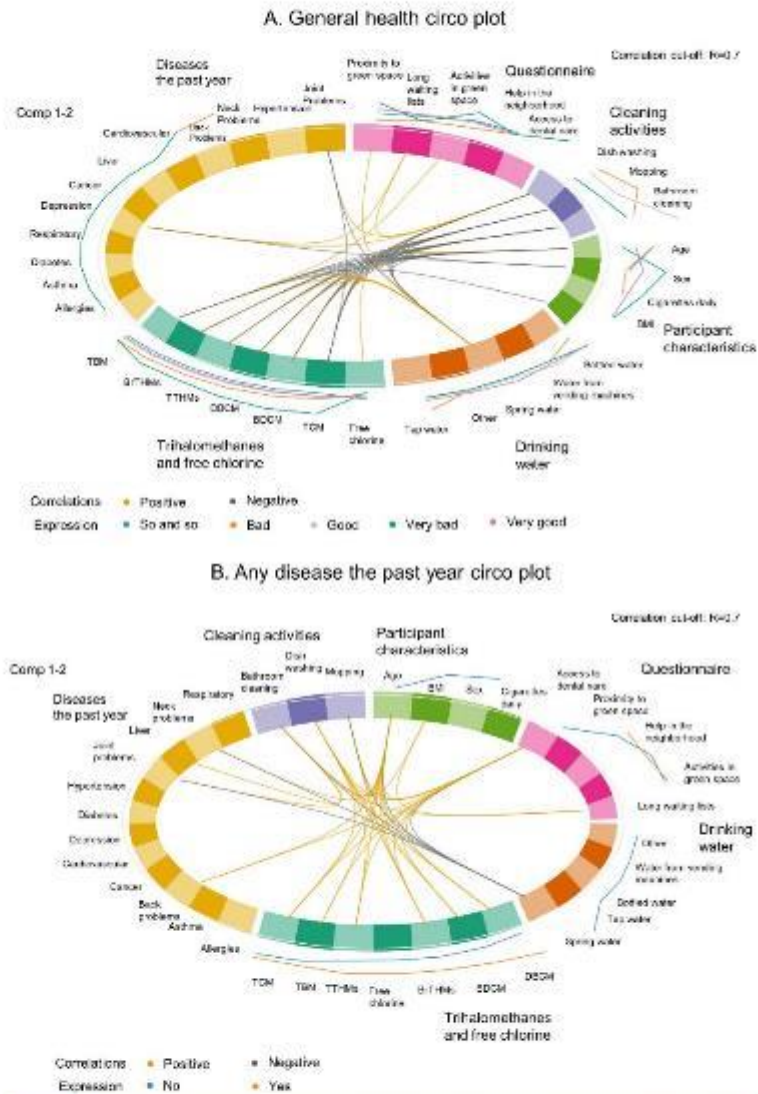 A. General health circo plot
Correlation cut-off: R=0.7
Diseases
the past year
Comp 1-2
Neck
Problems
Hypertension
Joint
Problems
Back
Problems
Cardiovascular
Liver
Cancer
Depression
Respiratory
Diabetes
Asthma
Allergies
Proximity to
green space
Long
waiting
lists
Activities
in green
space
Questionnaire
Help in the
neighborhood
Access to
dental care
Cleaning
activities
Dish washing
Mopping
Bathroom
cleaning
Age
Sex
Cigarettes daily
BMI
Participant
characteristics
Bottled water
Water from
vending machines
Spring water
Other
Tap water
Drinking
water
TBM
BrTHMs
TTHMs
DBCM
BDCM
TCM
Free
chlorine
Trihalomethanes
and free chlorine
Correlations
Positive
Negative
Expression
So and so
Bad
Good
Very bad
Very good
B. Any disease the past year circo plot
Correlation cut-off: R=0.7
Comp 1-2
Cleaning activities
Bathroom
cleaning
Dish
washing
Mopping
Participant
characteristics
Age
BMI
Sex
Cigarettes
daily
Questionnaire
Access to
dental care
Proximity to
green space
Help in the
neighborhood
Activities in
green space
Long waiting lists
Diseases
the past year
Respiratory
Neck
problems
Liver
Joint
problems
Hypertension
Diabetes
Depression
Cardiovascular
Cancer
Back
problems
Asthma
Allergies
Drinking
water
Other
Water from vending
machines
Bottled water
Tap water
Spring water
TCM
TBM
TTHMs
Free
chlorine
BrTHMs
BDCM
DBCM
Trihalomethanes
and free chlorine
Correlations
Positive
Negative
Expression
No
Yes